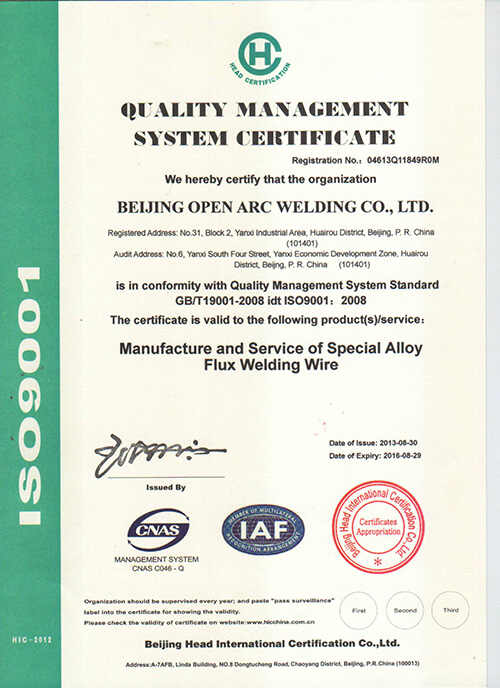 HEAD CERTIFICATION
QUALITY MANAGEMENT
SYSTEM CERTIFICATE
Registration No.: 04613Q11849R0M
We hereby certify that the organization
BEIJING OPEN ARC WELDING CO., LTD.
Registered Address: No.31, Block 2, Yanxi Industrial Area, Huairou District, Beijing, P. R. China
(101401)
Audit Address: No.6, Yanxi South Four Street, Yanxi Economic Development Zone, Huairou
District, Beijng, P. R. China (101401)
is in conformity with Quality Management System Standard
GB/T19001-2008 idt ISO9001: 2008
The certificate is valid to the following product(s)/service:
Manufacture and Service of Special Alloy
Flux Welding Wire
ISO9001
Date of Issue: 2013-08-30
Date of Expiry: 2016-08-29
Issued By
CNAS
MANAGEMENT SYSTEM
CNAS C046 - Q
MEMBER OF MULTILATERAL
IAF
RECOGNITION ARRANGEMENT
Beijing Head International Certification Co.,Ltd
Certificates
Appropriation
Organization should be supervised every year; and paste "pass surveillance"
label into the certificate for showing the validity.
Please check the validity of certificate on website:www.hicchina.com.cn
First
Second
Third
HIC-2012
Beijing Head International Certification Co.,Ltd.
Address:A-7AFB, Linda Building, NO.8 Dongtucheng Road, Chaoyang District, Beijing, P.R.China (100013)